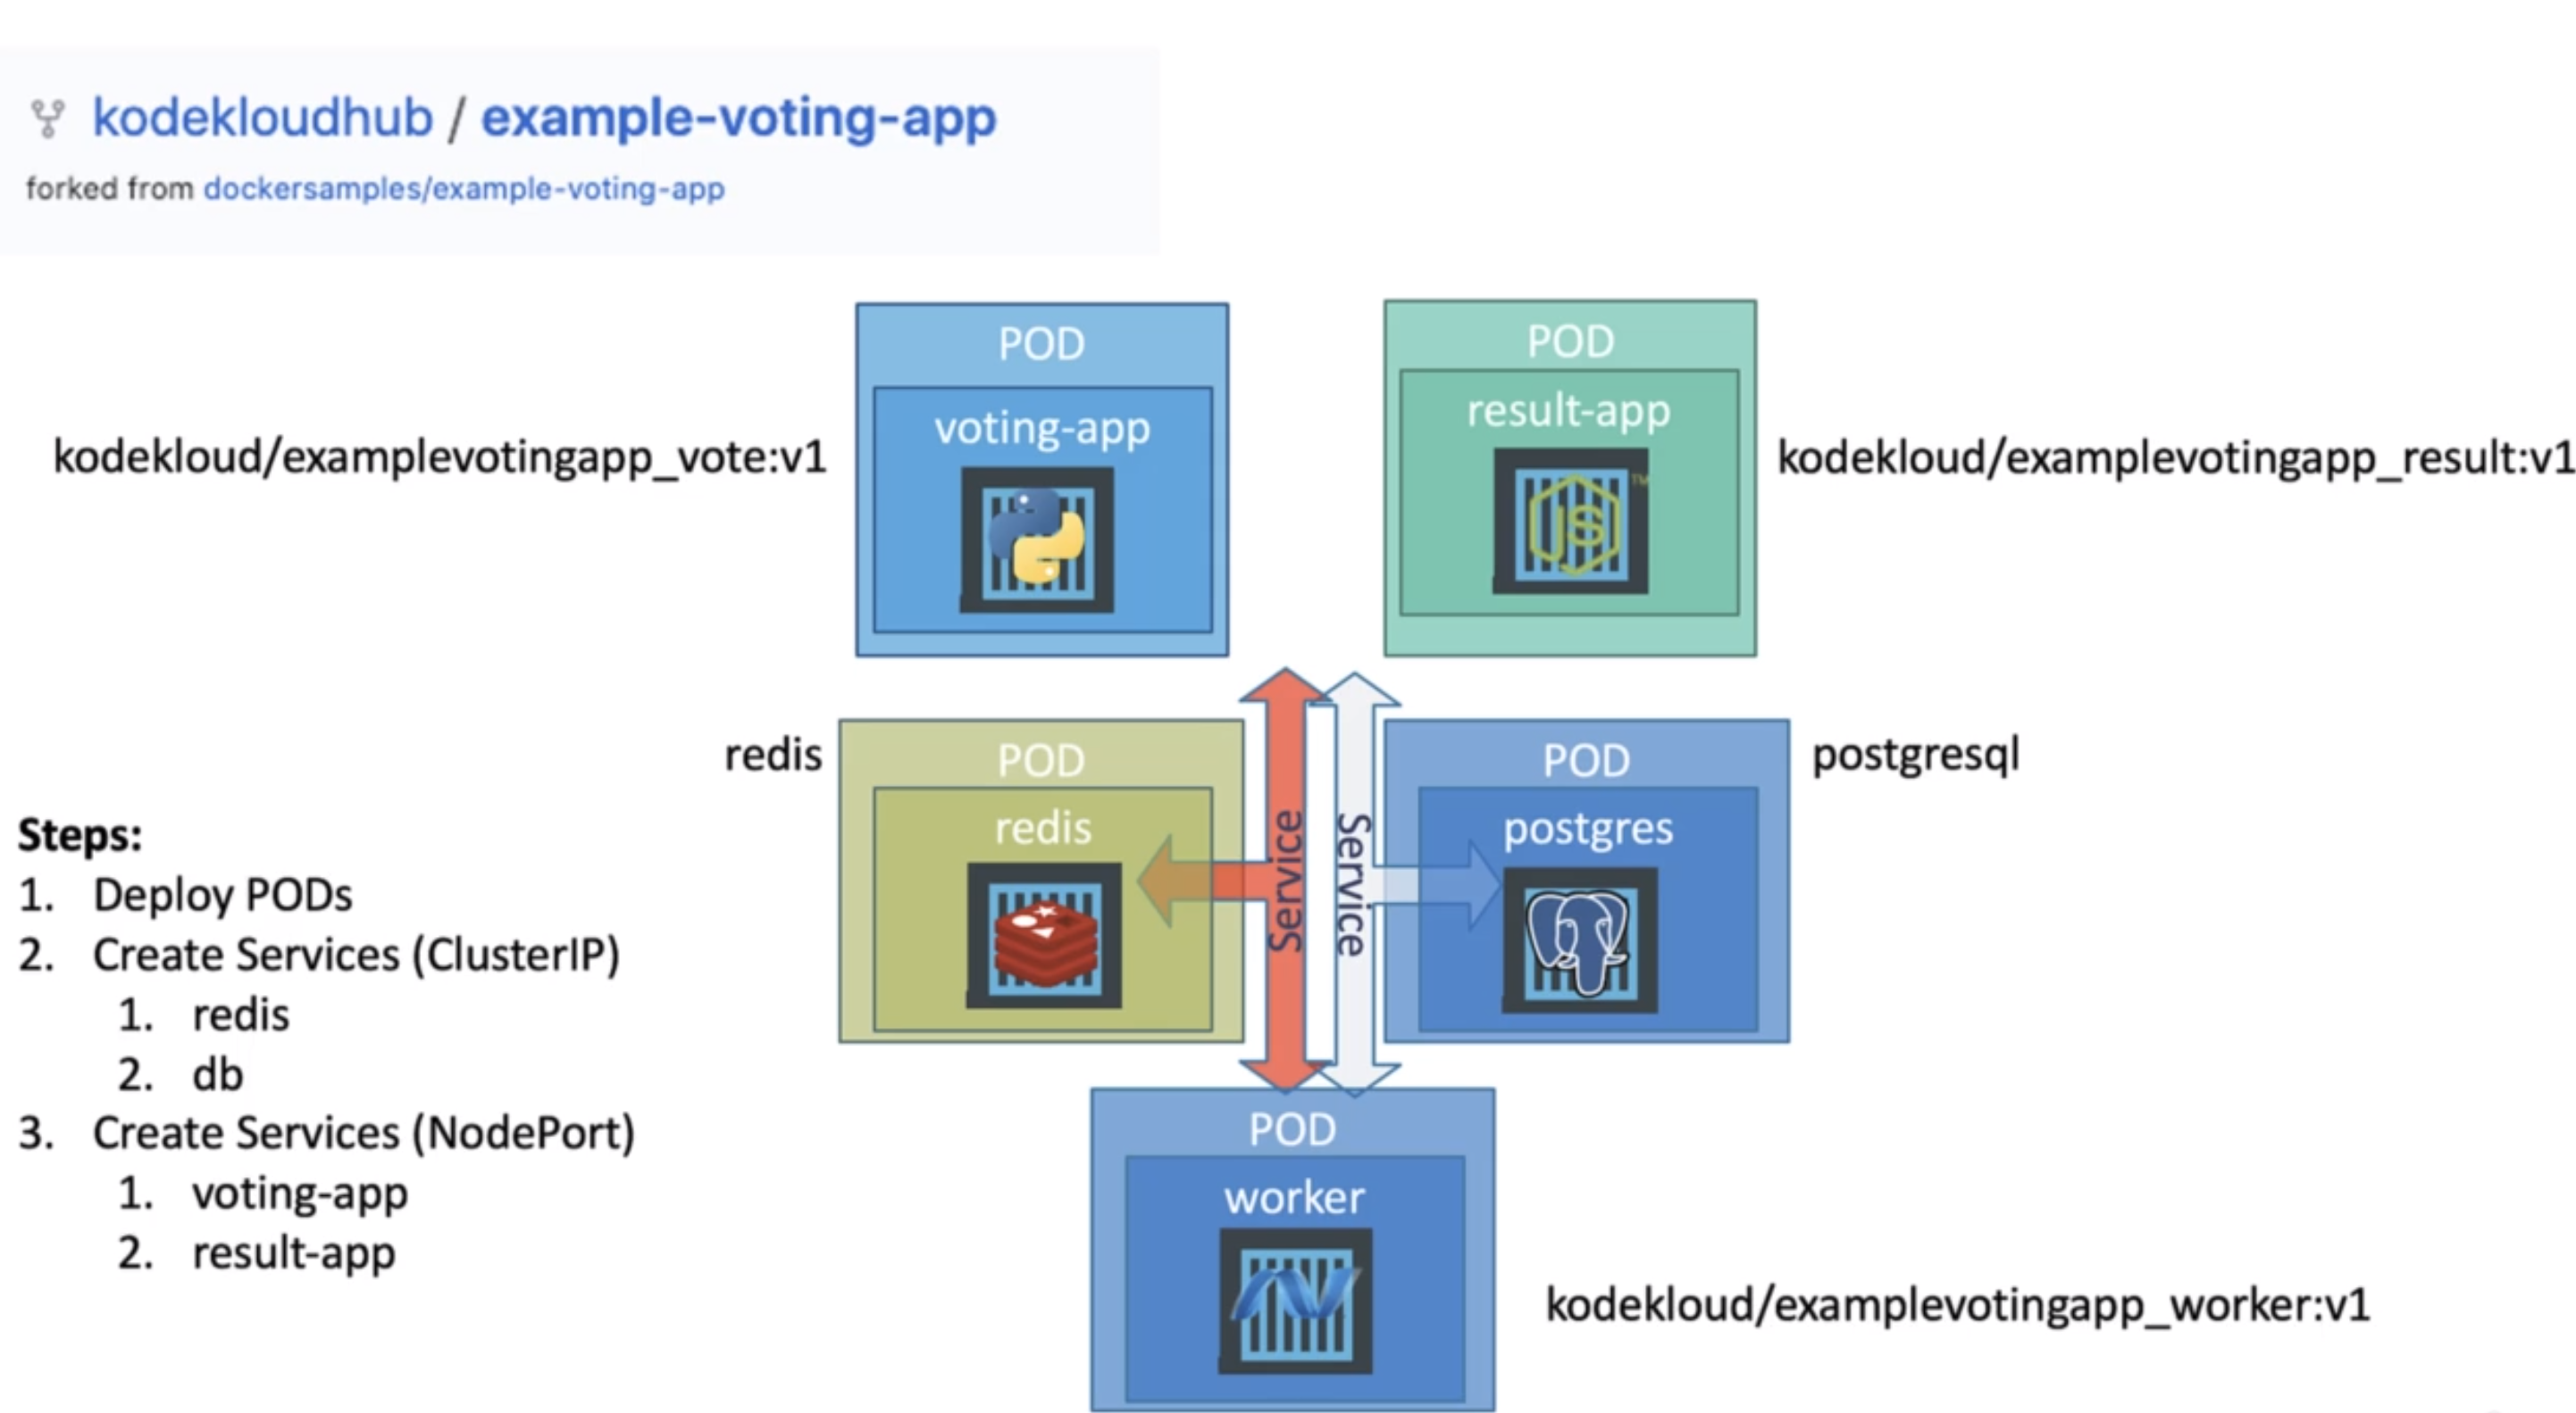 kodekloudhub / example-voting-app
forked from dockersamples/example-voting-app
POD
voting-app
kodekloud/examplevotingapp_vote:v1
POD
result-app
JS
TM
kodekloud/examplevotingapp_result:v1
redis
POD
redis
Service
Service
POD
postgres
postgresql
Steps:
1. Deploy PODs
2. Create Services (ClusterIP)
1. redis
2. db
3. Create Services (NodePort)
1. voting-app
2. result-app
POD
worker
kodekloud/examplevotingapp_worker:v1